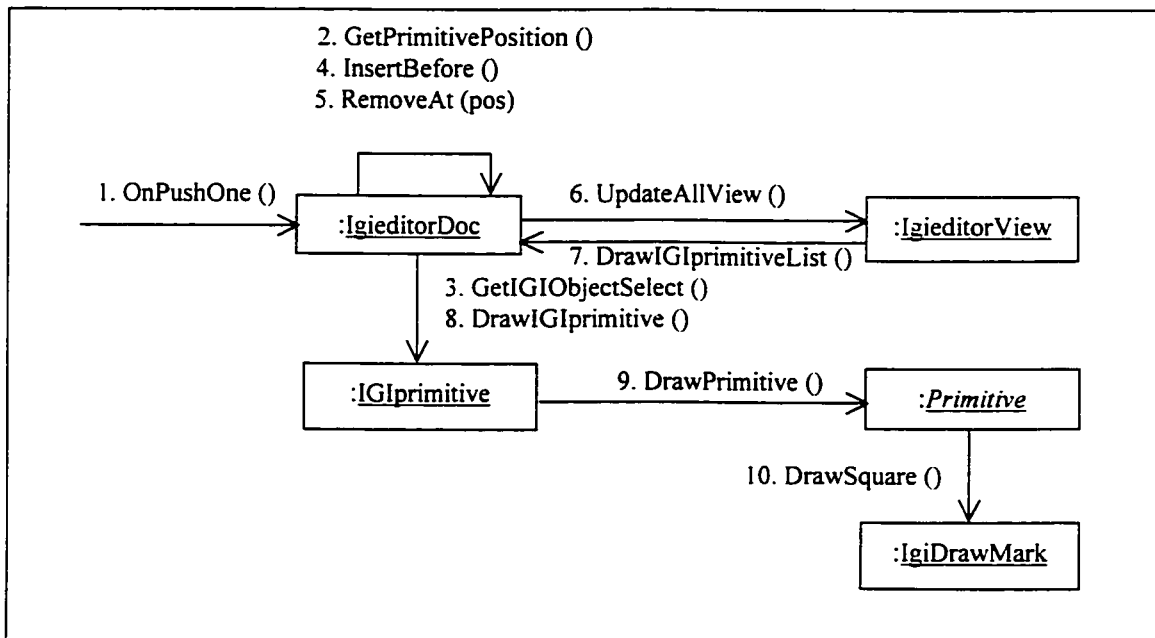 2. GetPrimitivePosition ()
4. InsertBefore ()
5. RemoveAt (pos)
1. OnPushOne ()
6. UpdateAllView ()
:IgieditorDoc
:IgieditorView
7. DrawIGIprimitiveList ()
3. GetIGIObjectSelect ()
8. DrawIGIprimitive ()
9. DrawPrimitive ()
:IGIprimitive
:Primitive
10. DrawSquare ()
:IgiDrawMark